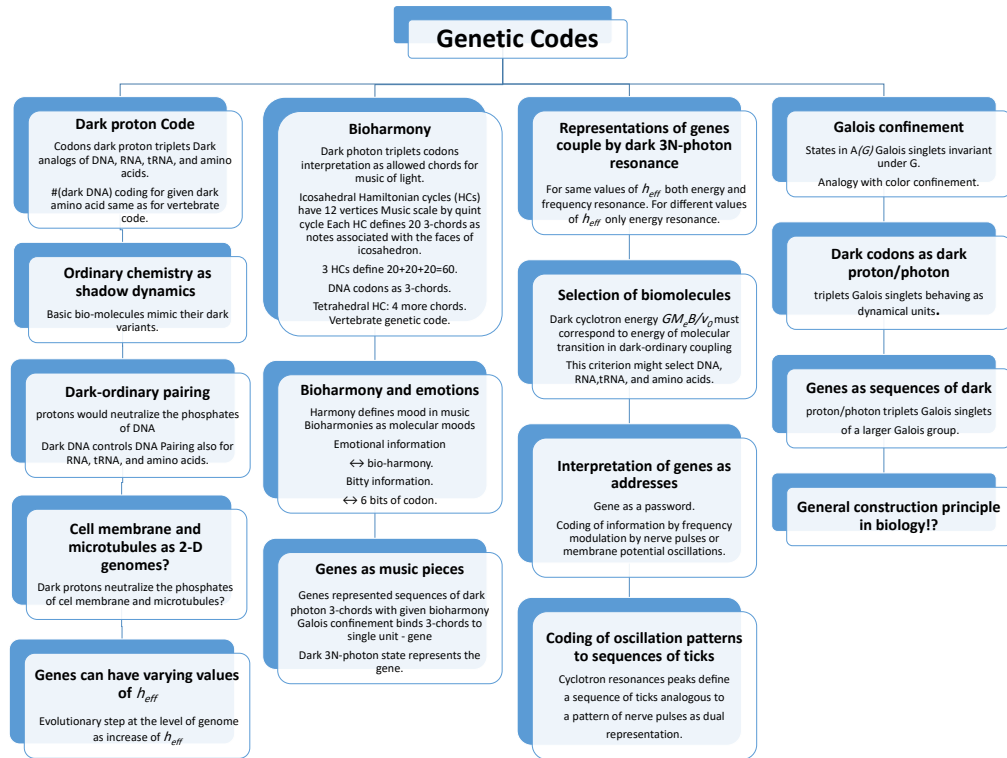 Genetic Codes
Dark proton Code
Codons dark proton triplets Dark
analogs of DNA, RNA, tRNA, and amino
acids.
#(dark DNA) coding for given dark
amino acid same as for vertebrate
code.
Ordinary chemistry as
shadow dynamics
Basic bio-molecules mimic their dark
variants.
Dark-ordinary pairing
protons would neutralize the phosphates
of DNA
Dark DNA controls DNA Pairing also for
RNA, tRNA, and amino acids.
Cell membrane and
microtubules as 2-D
genomes?
Dark protons neutralize the phosphates
of cel membrane and microtubules?
Genes can have varying values
of h_eff
Evolutionary step at the level of genome
as increase of h_eff
Bioharmony
Dark photon triplets codons
interpretation as allowed chords for
music of light.
Icosahedral Hamiltonian cycles (HCs)
have 12 vertices Music scale by quint
cycle Each HC defines 20 3-chords as
notes associated with the faces of
icosahedron.
3 HCs define 20+20+20=60.
DNA codons as 3-chords.
Tetrahedral HC: 4 more chords.
Vertebrate genetic code.
Bioharmony and emotions
Harmony defines mood in music
Bioharmonies as molecular moods
Emotional information
↔ bio-harmony.
Bitty information.
↔ 6 bits of codon.
Genes as music pieces
Genes represented sequences of dark
photon 3-chords with given bioharmony
Galois confinement binds 3-chords to
single unit - gene
Dark 3N-photon state represents the
gene.
Representations of genes
couple by dark 3N-photon
resonance
For same values of h_eff both energy and
frequency resonance. For different
values of h_eff only energy resonance.
Selection of biomolecules
Dark cyclotron energy GM_eB/v_0 must
correspond to energy of molecular
transition in dark-ordinary coupling
This criterion might select DNA,
RNA,tRNA, and amino acids.
Interpretation of genes as
addresses
Gene as a password.
Coding of information by frequency
modulation by nerve pulses or
membrane potential oscillations.
Coding of oscillation patterns
to sequences of ticks
Cyclotron resonances peaks define
a sequence of ticks analogous to
a pattern of nerve pulses as dual
representation.
Galois confinement
States in A(G) Galois singlets invariant
under G.
Analogy with color confinement.
Dark codons as dark
proton/photon
triplets Galois singlets behaving as
dynamical units.
Genes as sequences of dark
proton/photon triplets Galois singlets
of a larger Galois group.
General construction principle
in biology!?